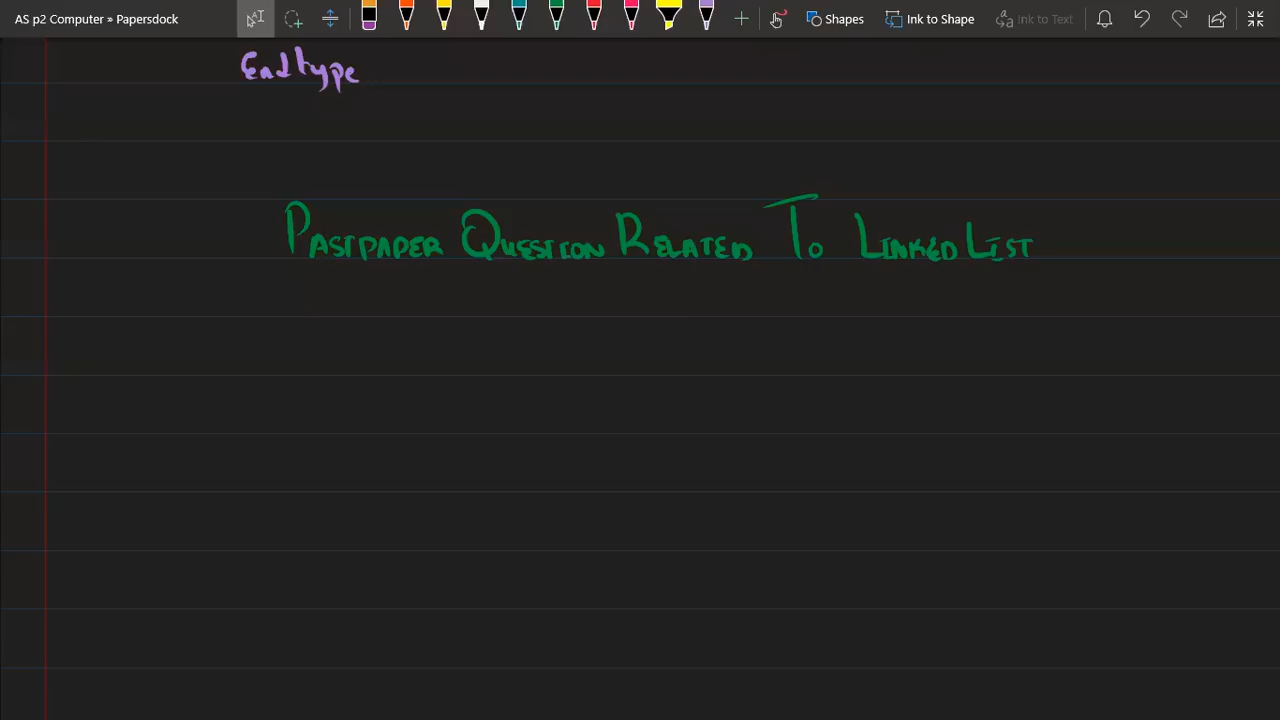 AS p2 Computer » Papersdock
Shapes
Ink to Shape
Ink to Text
Endtype
PASTPAPER QUESTION RELATED TO LINKED LIST